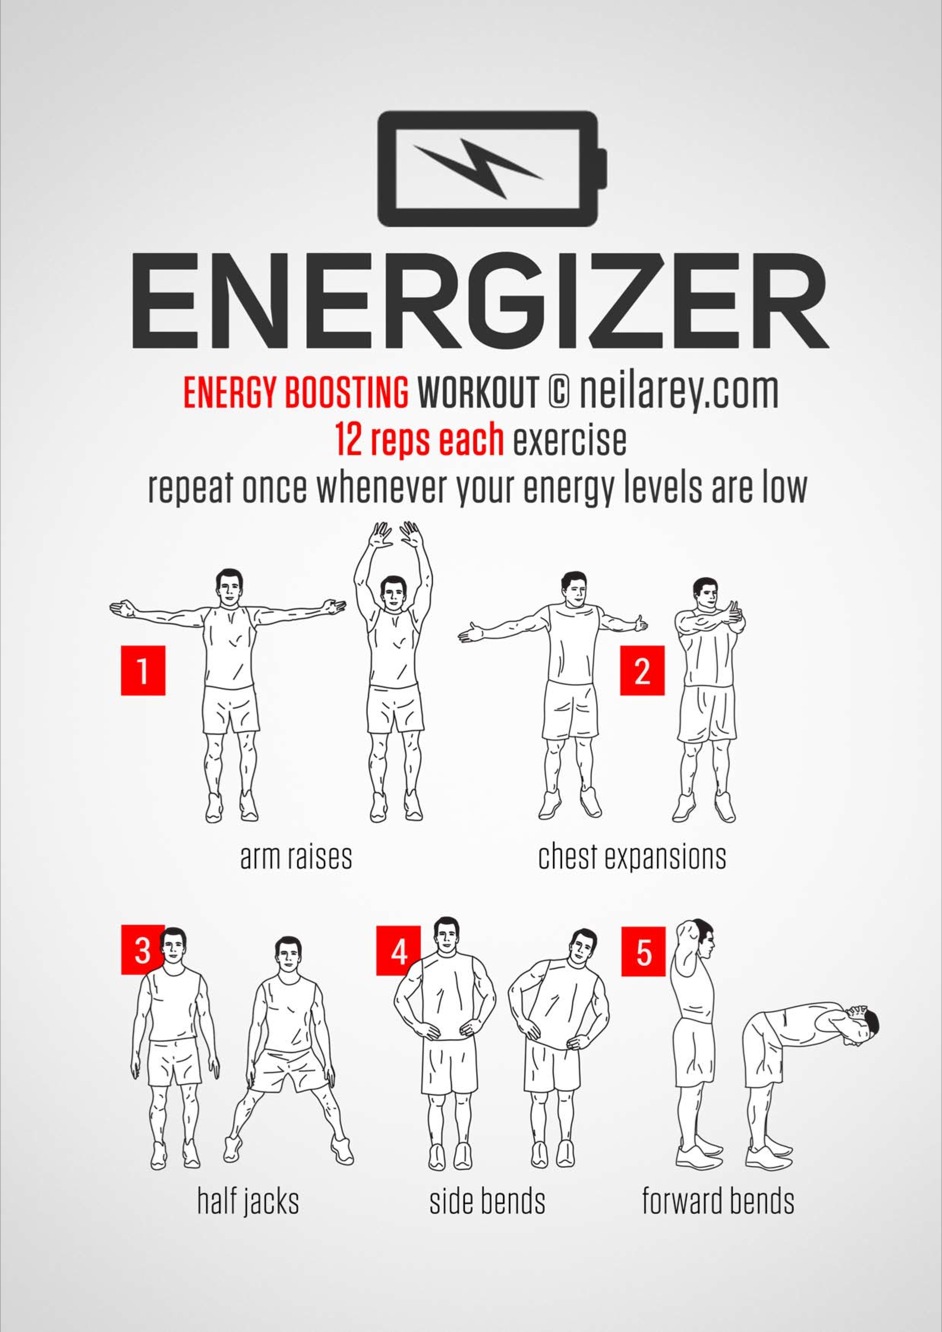 ENERGIZER
ENERGY BOOSTING WORKOUT © neilarey.com
12 reps each exercise
repeat once whenever your energy levels are low
1
2
arm raises
chest expansions
3
4
5
half jacks
side bends
forward bends